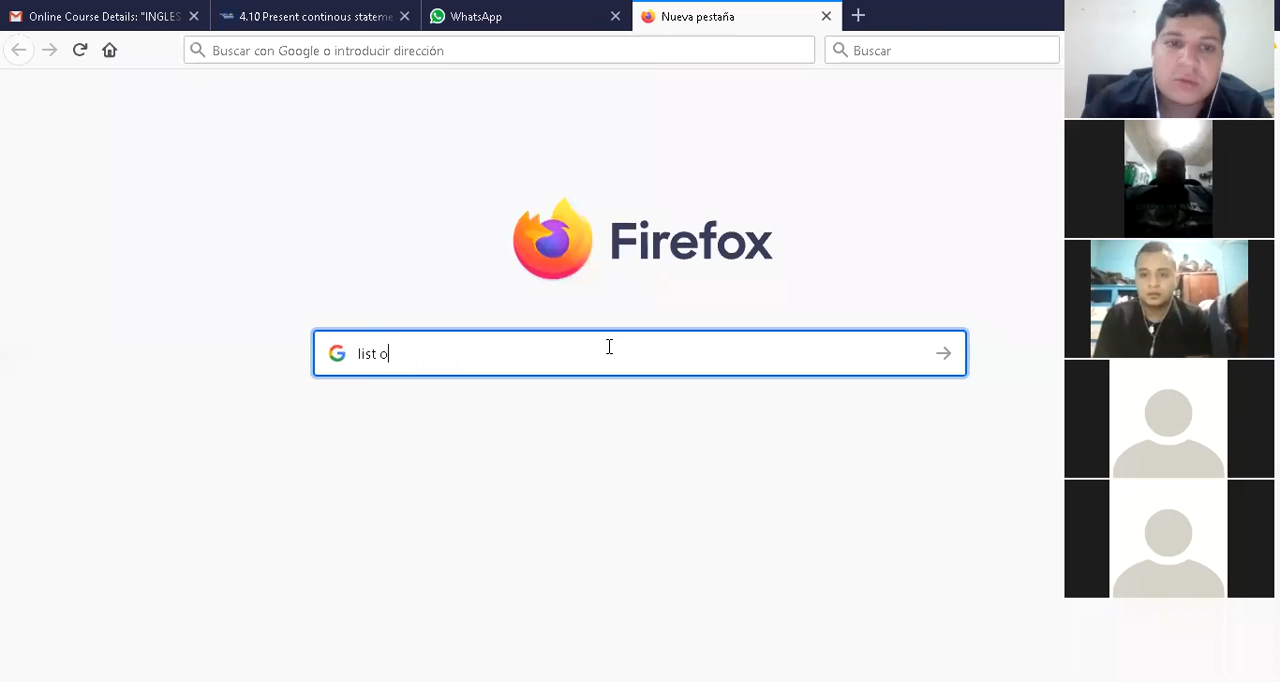 Online Course Details: "INGLES
4.10 Present continous stateme
WhatsApp
Nueva pestaña
Buscar con Google o introducir dirección
Buscar
Firefox
list o